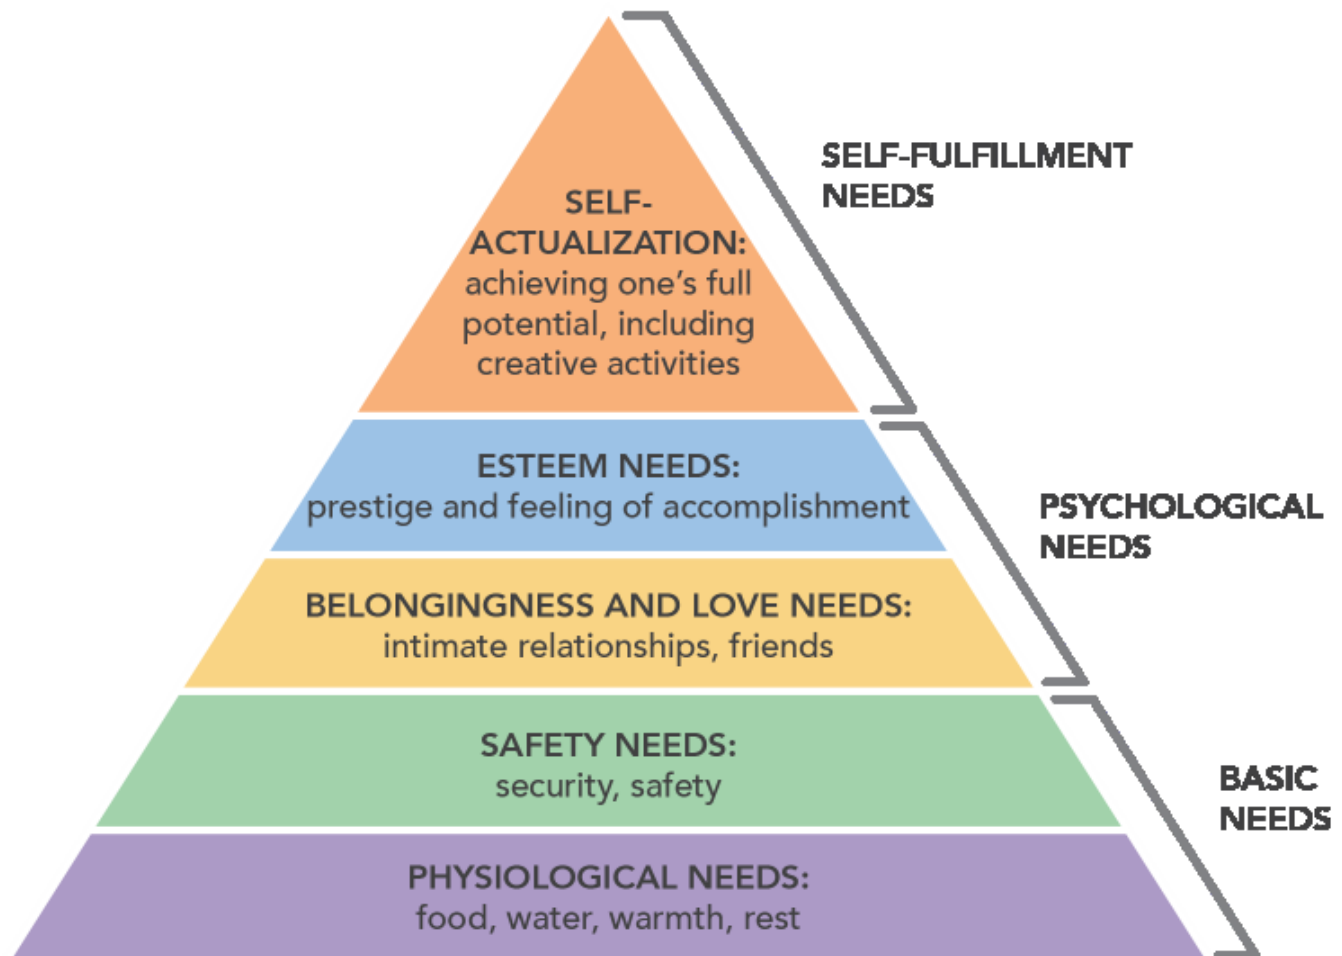 SELF-
ACTUALIZATION:
achieving one’s full
potential, including
creative activities
SELF-FULFILLMENT
NEEDS
ESTEEM NEEDS:
prestige and feeling of accomplishment
BELONGINGNESS AND LOVE NEEDS:
intimate relationships, friends
PSYCHOLOGICAL
NEEDS
SAFETY NEEDS:
security, safety
PHYSIOLOGICAL NEEDS:
food, water, warmth, rest
BASIC
NEEDS